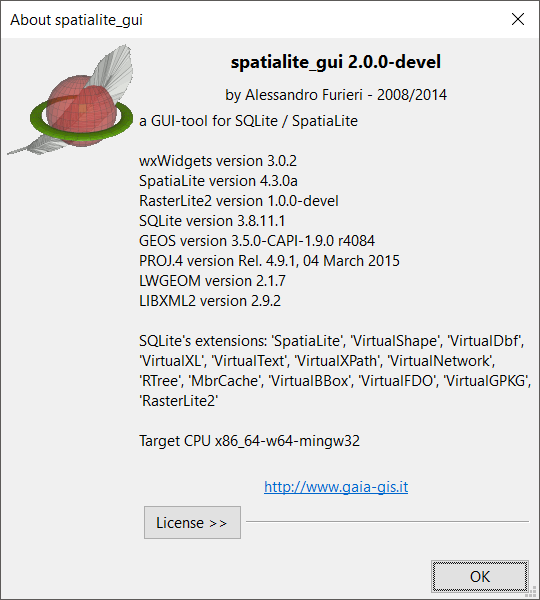 About spatialite_gui
spatialite_gui 2.0.0-devel
by Alessandro Furieri - 2008/2014
a GUI-tool for SQLite / SpatiaLite
wxWidgets version 3.0.2
SpatiaLite version 4.3.0a
RasterLite2 version 1.0.0-devel
SQLite version 3.8.11.1
GEOS version 3.5.0-CAPI-1.9.0 r4084
PROJ.4 version Rel. 4.9.1, 04 March 2015
LWGEOM version 2.1.7
LIBXML2 version 2.9.2
SQLite's extensions: 'SpatiaLite', 'VirtualShape', 'VirtualDbf',
'VirtualXL', 'VirtualText', 'VirtualXPath', 'VirtualNetwork',
'RTree', 'MbrCache', 'VirtualBBox', 'VirtualFDO', 'VirtualGPKG',
'RasterLite2'
Target CPU x86_64-w64-mingw32
http://www.gaia-gis.it
License >>
OK